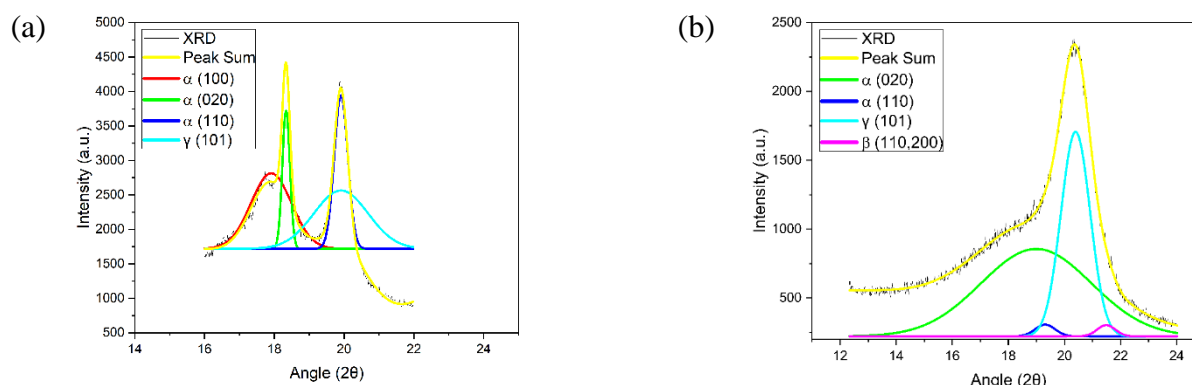 (a)
5000
4500
4000
3500
3000
2500
2000
1750
1500
1000
500
14 16 18 20 22 24
Intensity (a.u.)
Angle (2θ)
XRD
Peak Sum
α (100)
α (020)
α (110)
γ (101)
(b)
2500
2000
1500
1000
500
12 14 16 18 20 22 24
Intensity (a.u.)
Angle (2θ)
XRD
Peak Sum
α (020)
α (110)
γ (101)
β (110,200)